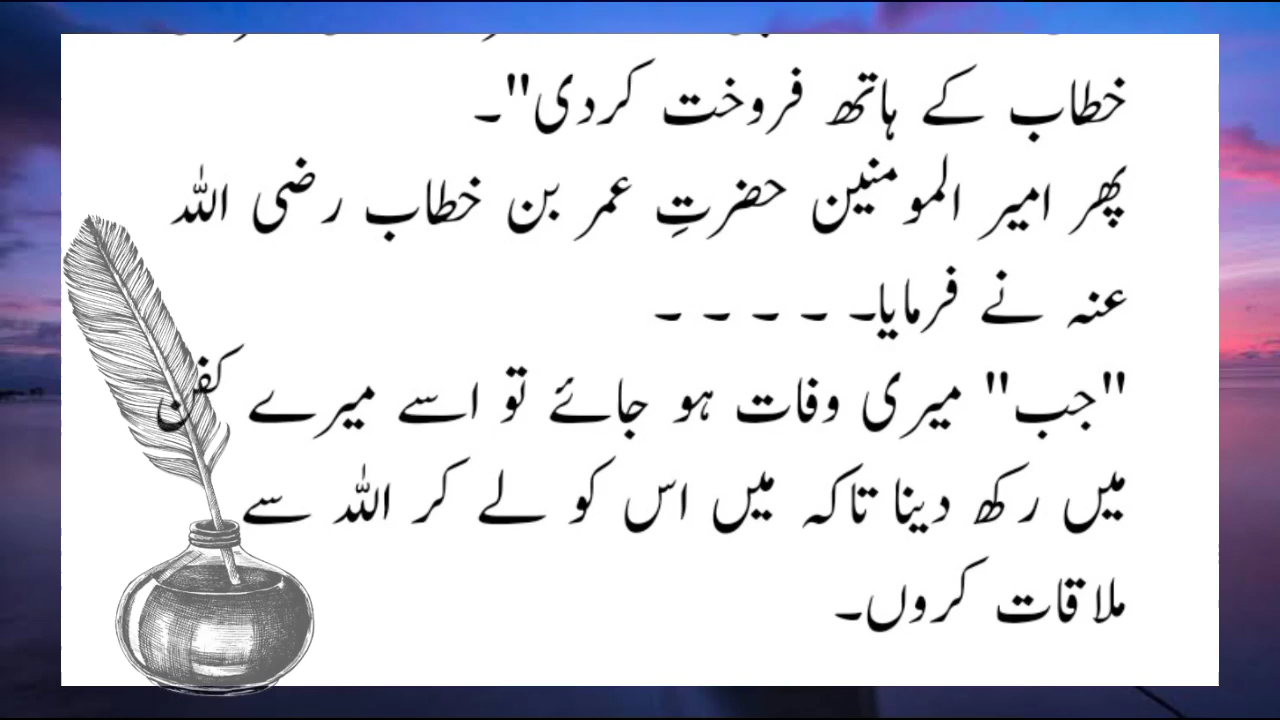 خطاب کے ہاتھ فروخت کردی"۔
پھر امیر المومنین حضرتِ عمر بن خطاب رضی اللہ
عنہ نے فرمایا۔ ۔ ۔ ۔ ۔
"جب" میری وفات ہو جائے تو اسے میرے کفن
میں رکھ دینا تاکہ میں اس کو لے کر اللہ سے
ملاقات کروں۔